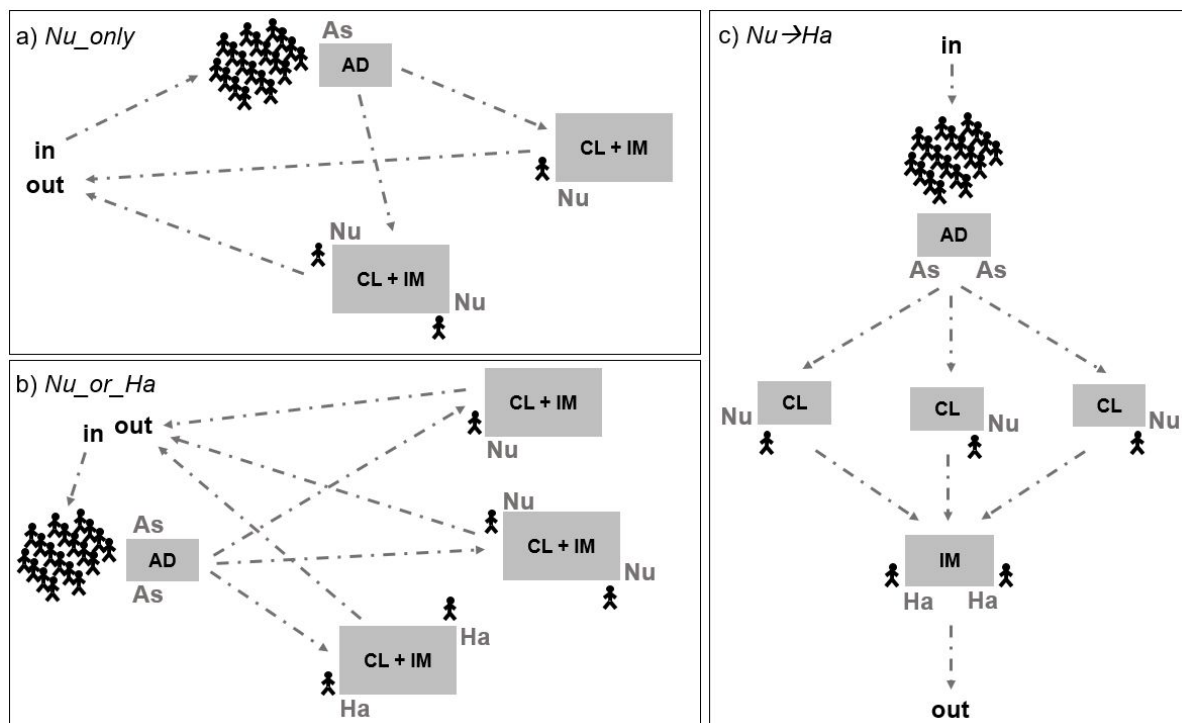 a) Nu_only
As
AD
in
out
CL + IM
Nu
Nu
CL + IM
Nu
b) Nu_or_Ha
in out
As
AD
As
CL + IM
Nu
Nu
CL + IM
Nu
Ha
CL + IM
Ha
c) Nu→Ha
in
AD
As As
Nu CL
CL Nu
CL Nu
IM
Ha Ha
out